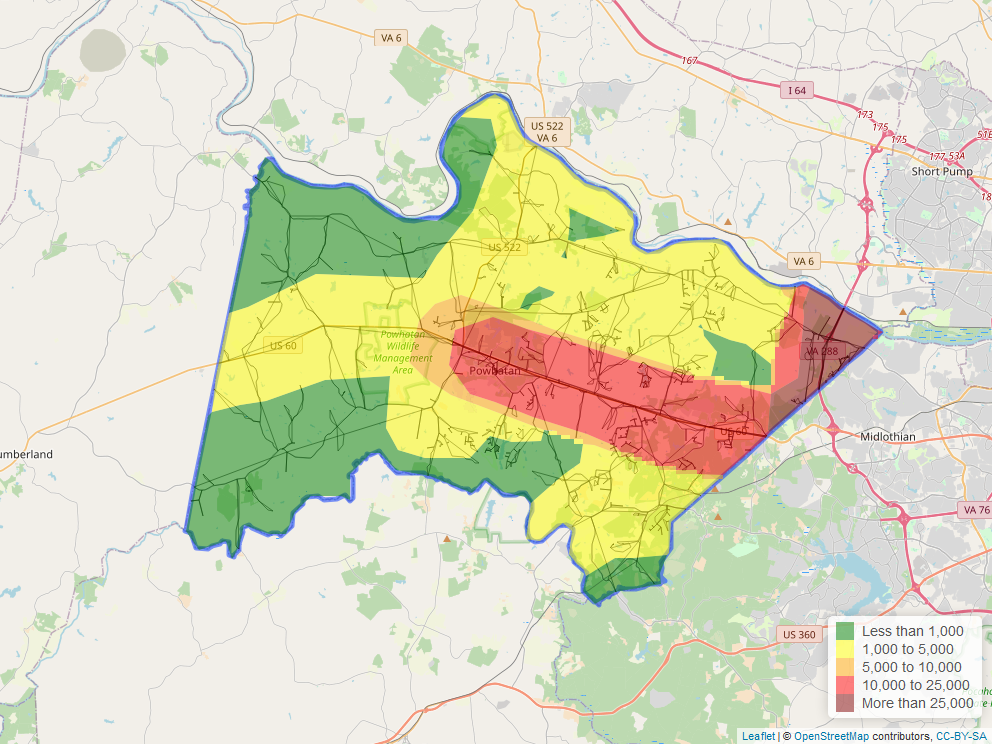 VA 6
167
I 64
173
175
175
51E
177
53A
Short Pump
18
US 522
VA 6
US 522
VA 6
US 60
Powhatan
Wildlife
Management
Area
Powhatan
VA 288
US 60
Midlothian
umberland
VA 76
US 360
Less than 1,000
1,000 to 5,000
5,000 to 10,000
10,000 to 25,000
More than 25,000
Leaflet | © OpenStreetMap contributors, CC-BY-SA